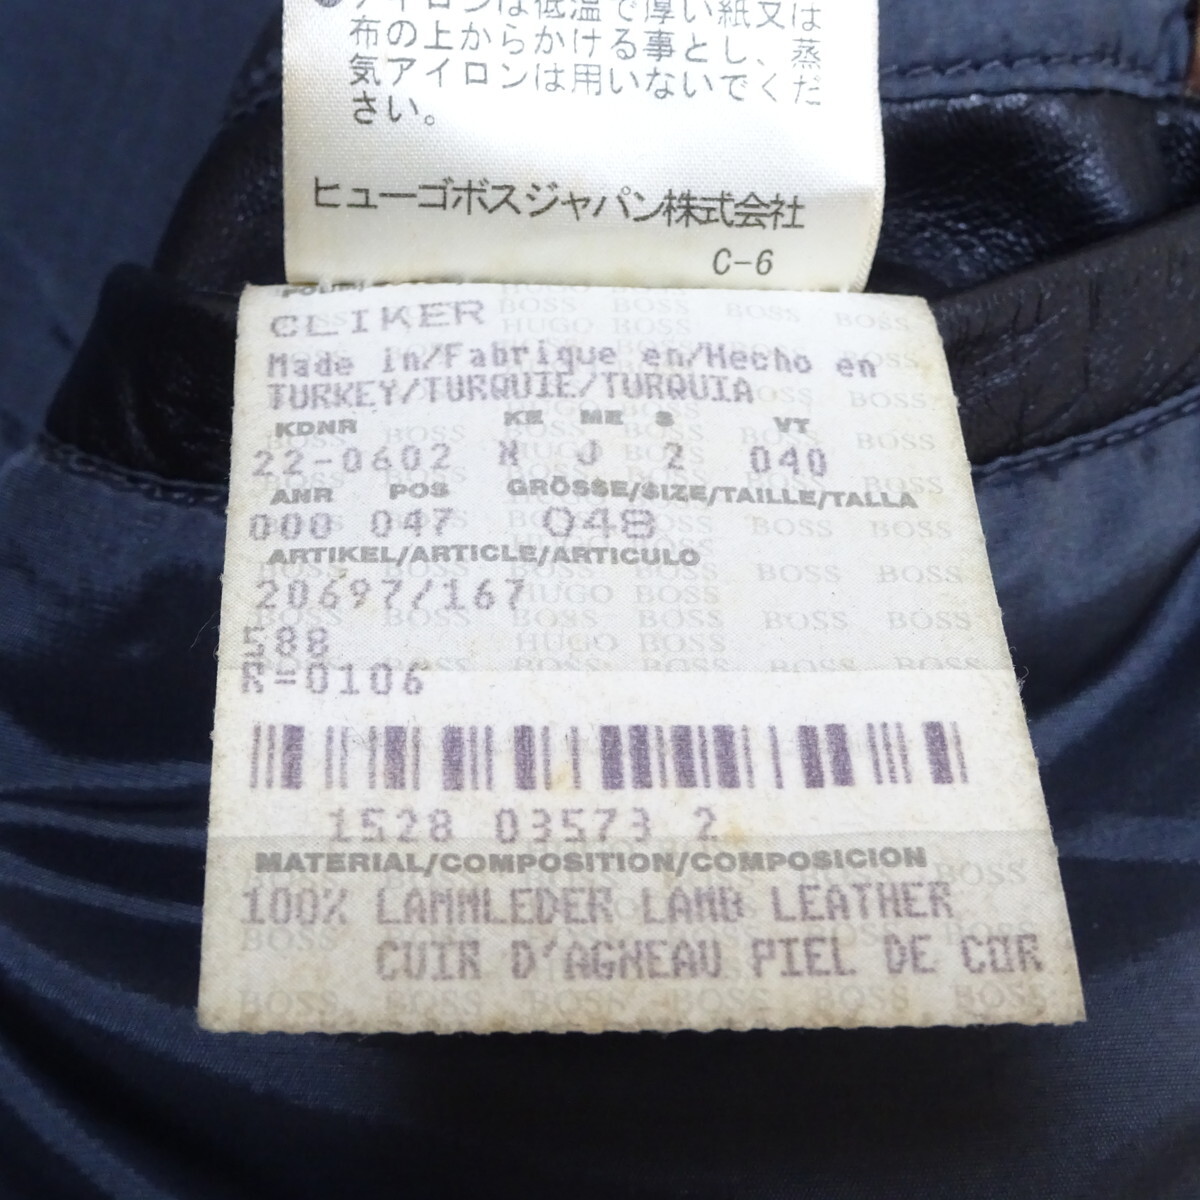 アイロンは低温で厚い紙又は
布の上からかける事とし、蒸
気アイロンは用いないでくだ
さい。
ヒューゴボスジャパン株式会社
C-6
CLIKER
Made in/Fabrique en/Hecho en
TURKEY/TURQUIE/TURQUIA
KDNR KE ME S VT
22-0602 N J 2 040
ANR POS GRÖSSE/SIZE/TAILLE/TALLA
000 047 048
ARTIKEL/ARTICLE/ARTICULO
20697/167
588
R-0106
1528 03573 2
MATERIAL/COMPOSITION/COMPOSICION
100% LAMMLEDER LAMB LEATHER
CUIR D'AGNEAU PIEL DE COR